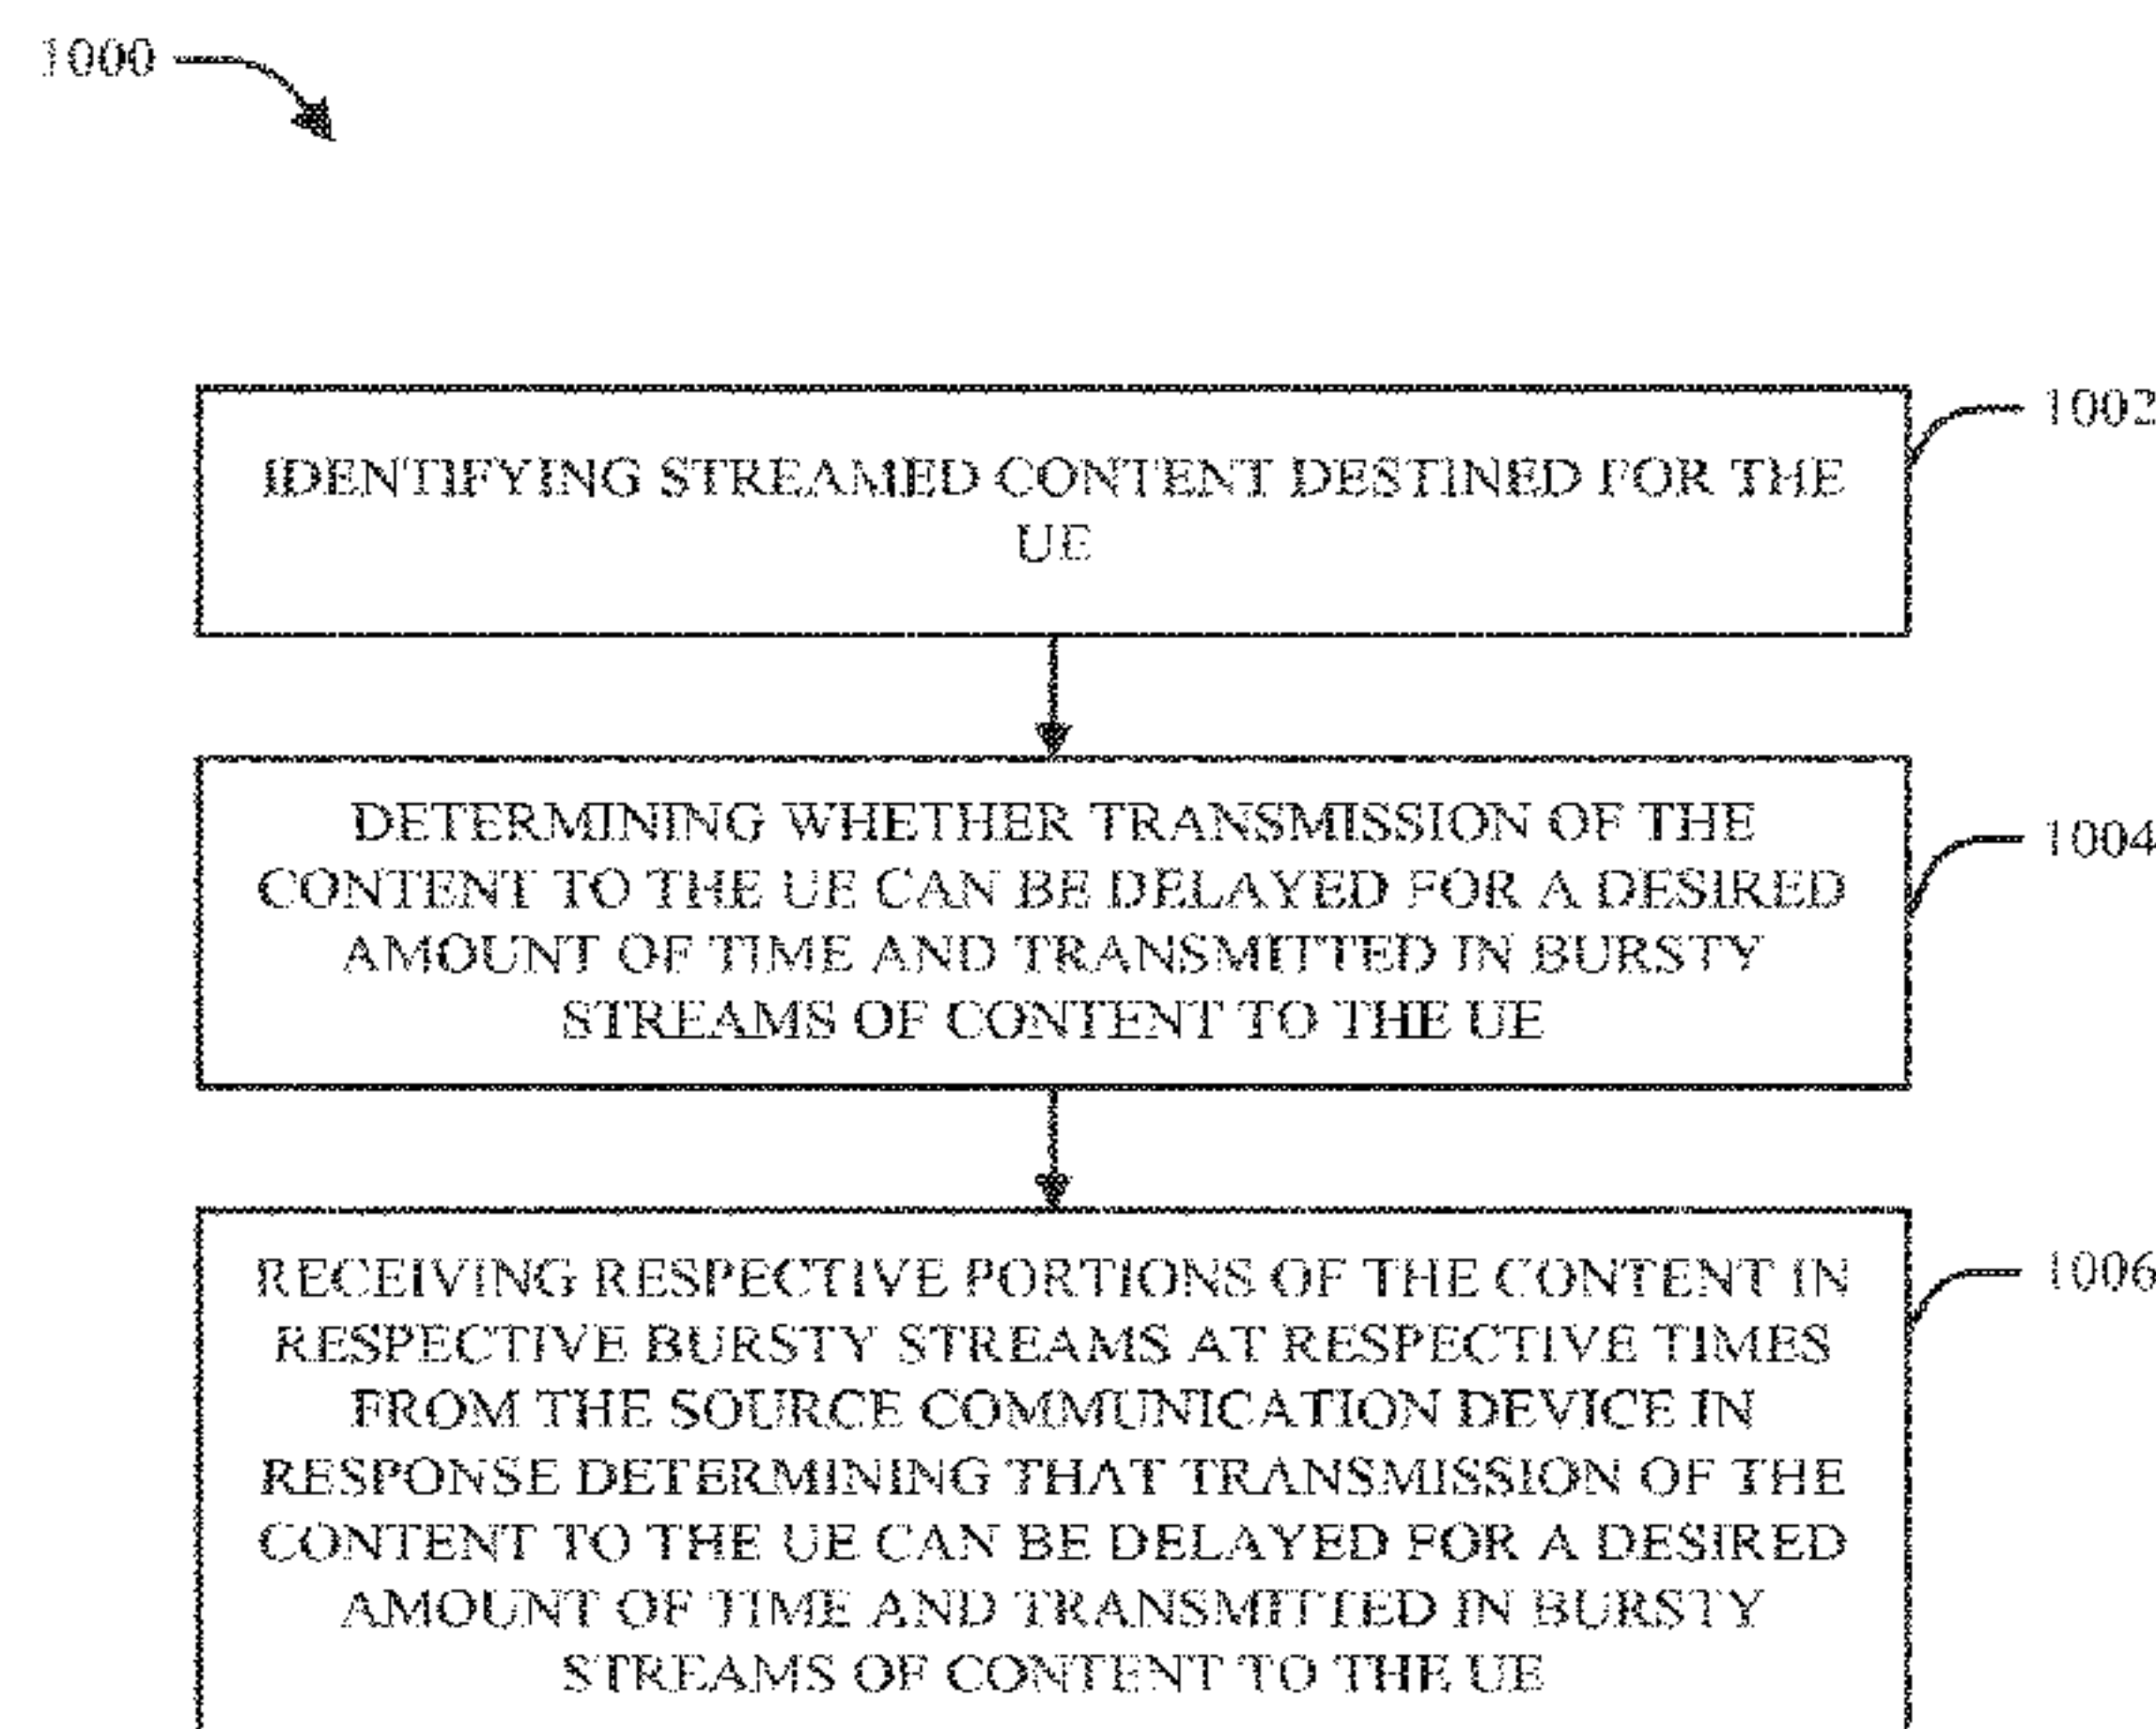 1000
1002
IDENTIFYING STREAMED CONTENT DESTINED FOR THE
UE
1004
DETERMINING WHETHER TRANSMISSION OF THE
CONTENT TO THE UE CAN BE DELAYED FOR A DESIRED
AMOUNT OF TIME AND TRANSMITTED IN BURSTY
STREAMS OF CONTENT TO THE UE
1006
RECEIVING RESPECTIVE PORTIONS OF THE CONTENT IN
RESPECTIVE BURSTY STREAMS AT RESPECTIVE TIMES
FROM THE SOURCE COMMUNICATION DEVICE IN
RESPONSE DETERMINING THAT TRANSMISSION OF THE
CONTENT TO THE UE CAN BE DELAYED FOR A DESIRED
AMOUNT OF TIME AND TRANSMITTED IN BURSTY
STREAMS OF CONTENT TO THE UE